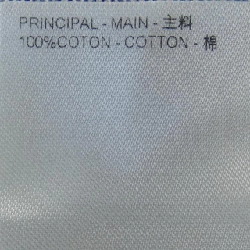 PRINCIPAL - MAIN - 主料
100%COTON - COTTON - 棉